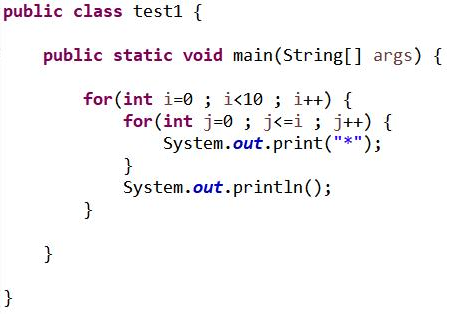 public class test1 {
public static void main(String[] args) {
for(int i=0 ; i<10 ; i++) {
for(int j=0 ; j<=i ; j++) {
System.out.print("*");
}
System.out.println();
}
}
}